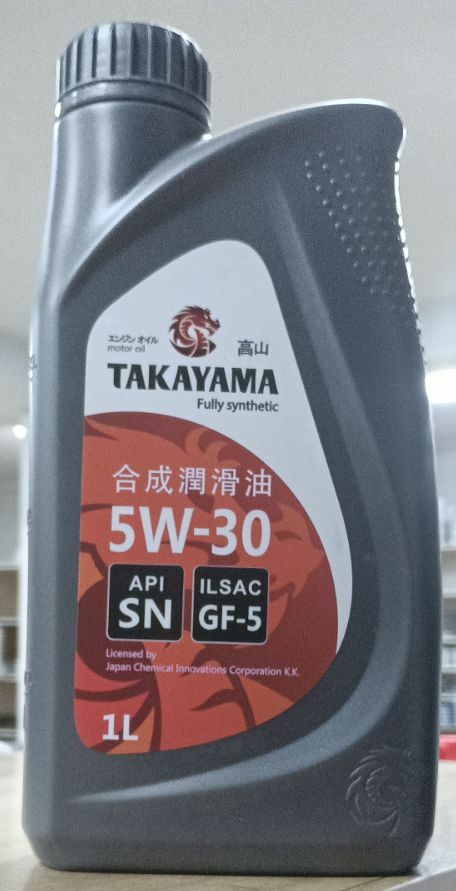 エンジン オイル
motor oil
高山
TAKAYAMA
Fully synthetic
合成潤滑油
5W-30
API
SN
ILSAC
GF-5
Licensed by
Japan Chemical Innovations Corporation K.K.
1L